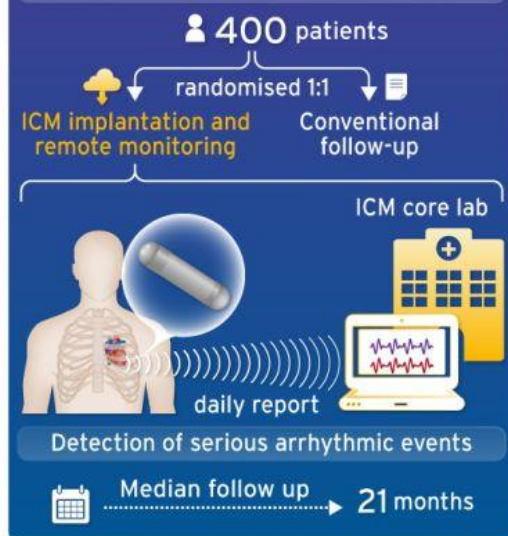 400 patients
randomised 1:1
ICM implantation and
remote monitoring
Conventional
follow-up
ICM core lab
daily report
Detection of serious arrhythmic events
Median follow up
21 months